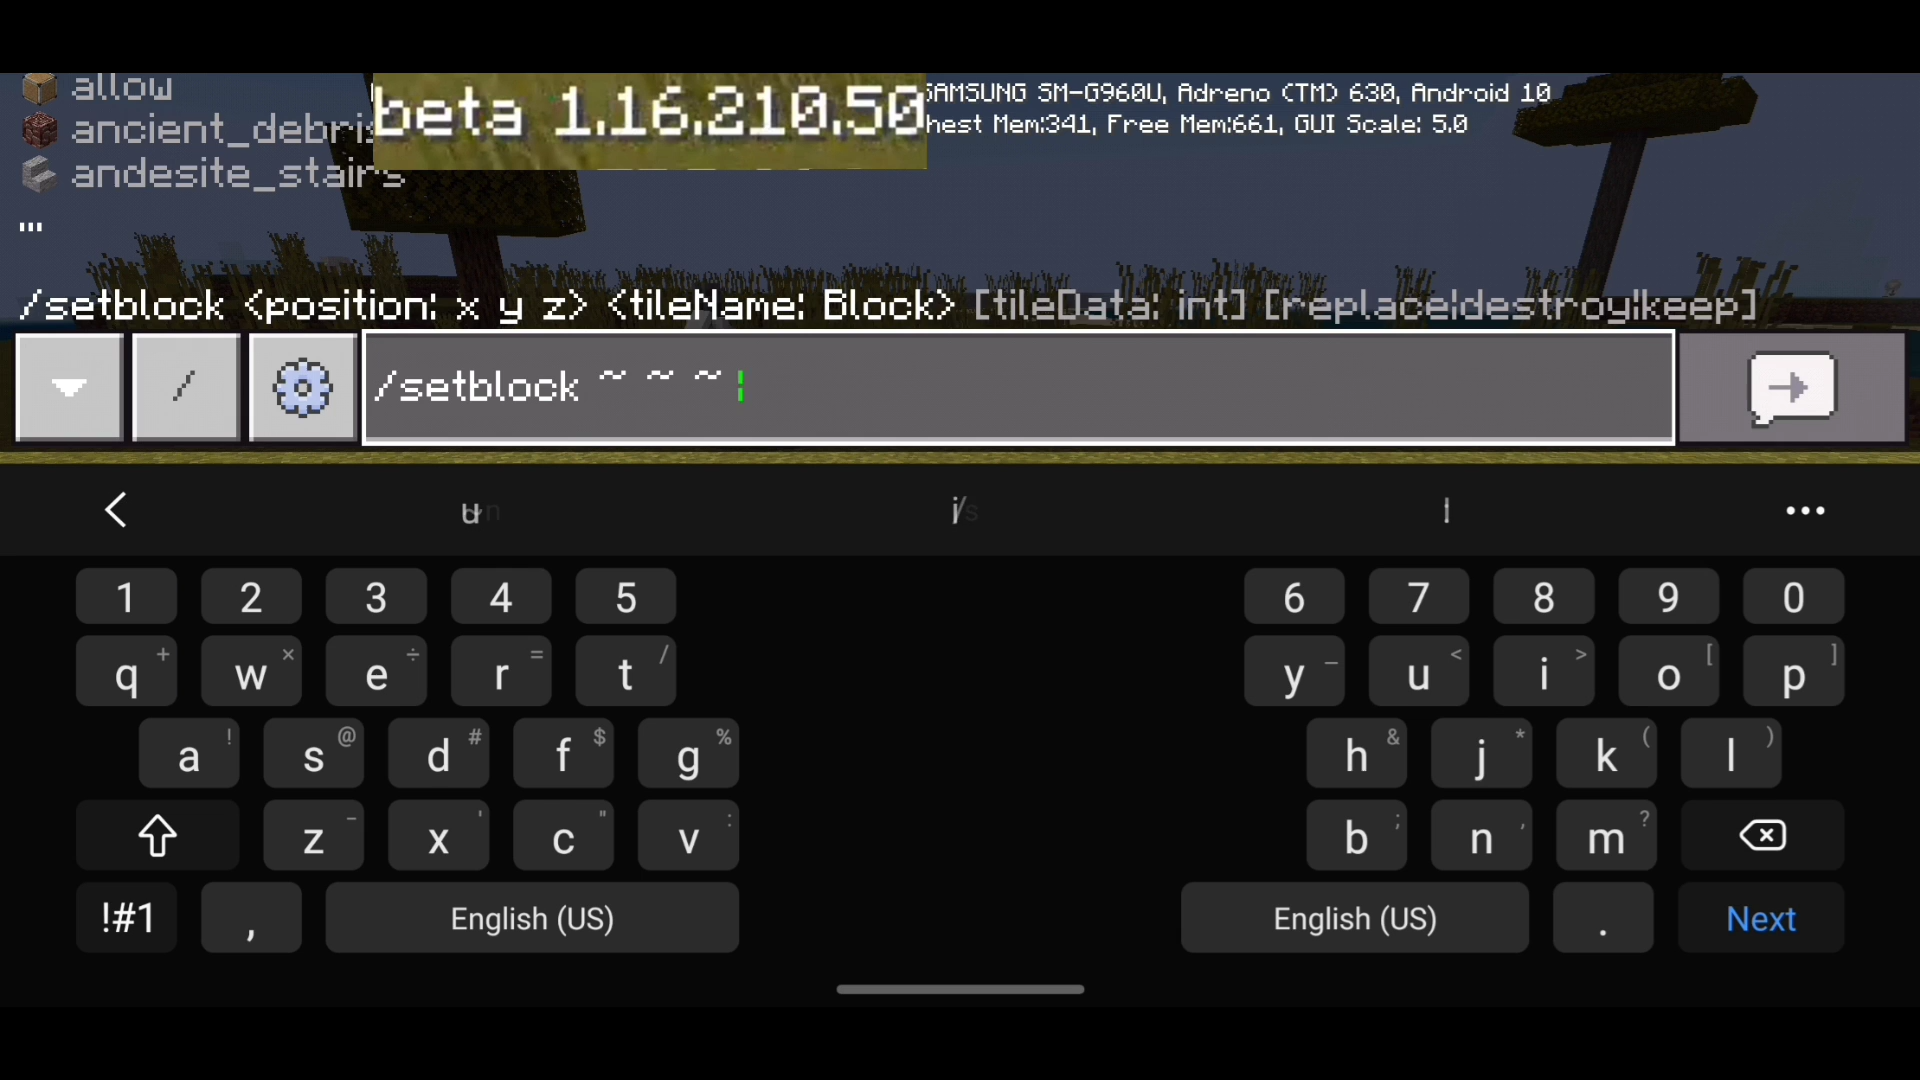 allow
ancient_debris
beta 1.16.210.50
SAMSUNG SM-G960U, Adreno (TM) 630, Android 10
hest Mem:341, Free Mem:661, GUI Scale: 5.0
andesite_stairs
...
/setblock <position: x y z> <tileName: Block> [tileData: int] [replace|destroy|keep]
/
/setblock ~ ~ ~
1 2 3 4 5 6 7 8 9 0
q + w × e ÷ r = t / y _ u < i > o [ p ]
a ! s @ d # f $ g % h & j * k ( l )
z - x ' c " v : b ; n , m ?
!#1 , English (US) English (US) . Next